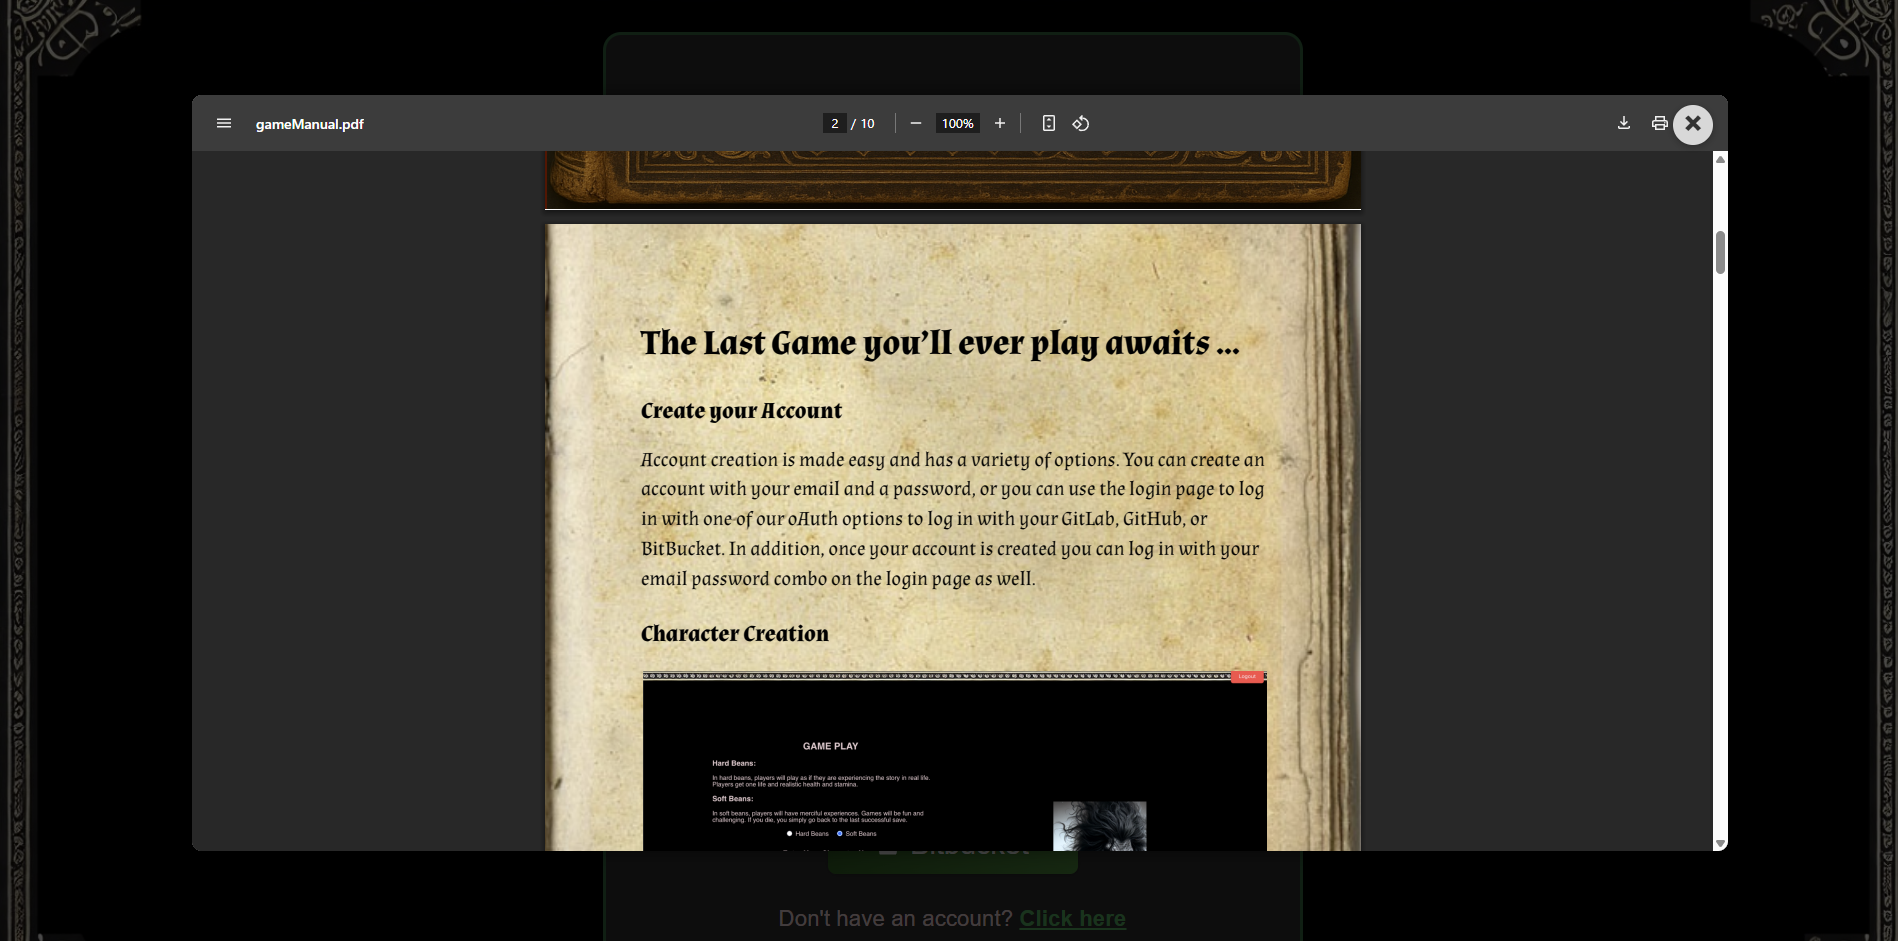 gameManual.pdf
2 / 10
100%
The Last Game you'll ever play awaits ...
Create your Account
Account creation is made easy and has a variety of options. You can create an
account with your email and a password, or you can use the login page to log
in with one of our oAuth options to log in with your GitLab, GitHub, or
BitBucket. In addition, once your account is created you can log in with your
email password combo on the login page as well.
Character Creation
Logout
GAME PLAY
Hard Beans:
In hard beans, players will play as if they are experiencing the story in real life.
Players get one life and realistic health and stamina.
Soft Beans:
In soft beans, players will have merciful experiences. Games will be fun and
challenging. If you die, you simply go back to the last successful save.
Hard Beans Soft Beans
Bitbucket
Don't have an account? Click here